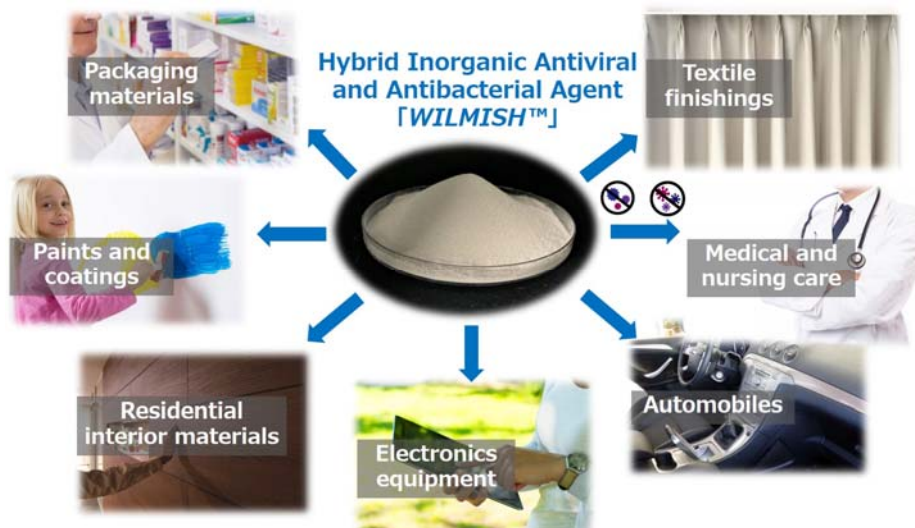 Hybrid Inorganic Antiviral
and Antibacterial Agent
「WILMISH™」
Packaging
materials
Textile
finishings
Paints and
coatings
Medical and
nursing care
Residential
interior materials
Electronics
equipment
Automobiles